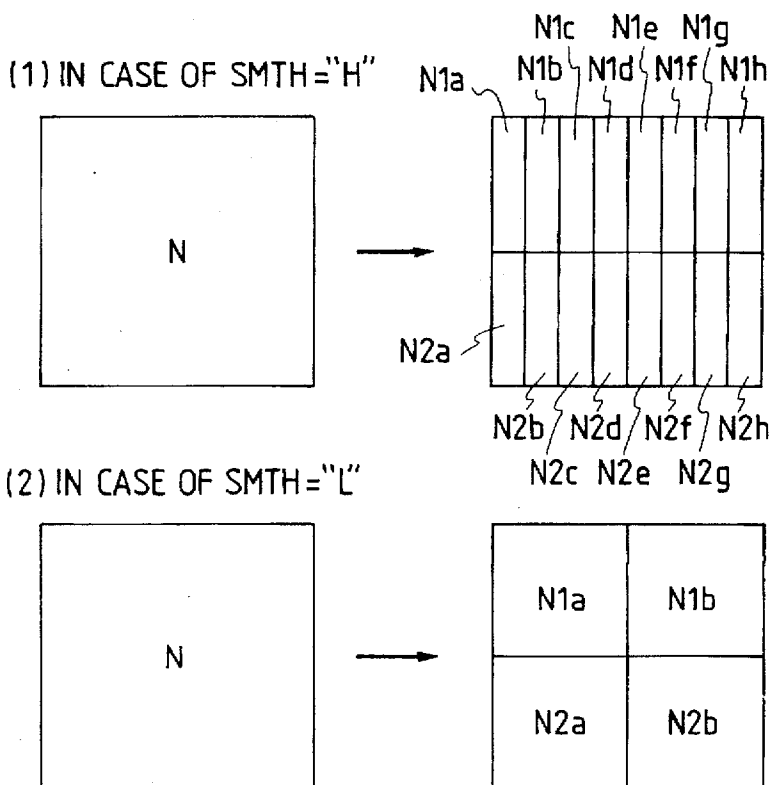 N1c N1e N1g
(1) IN CASE OF SMTH="H"
N1a N1b N1d N1f N1h
N
N2a
N2b N2d N2f N2h
N2c N2e N2g
(2) IN CASE OF SMTH="L"
N
N1a N1b
N2a N2b